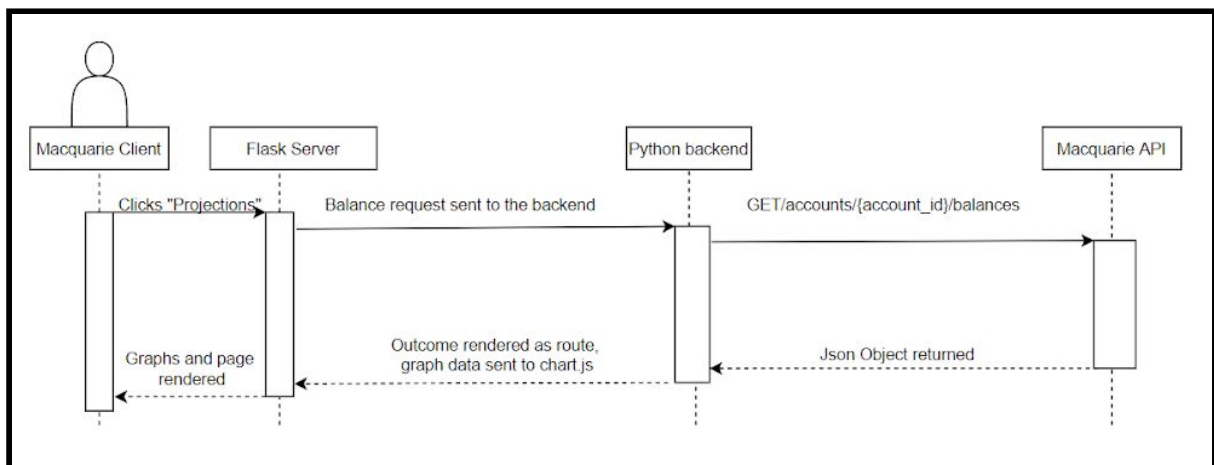 Macquarie Client
Flask Server
Python backend
Macquarie API
Clicks "Projections"
Balance request sent to the backend
GET/accounts/{account_id}/balances
Graphs and page
rendered
Outcome rendered as route,
graph data sent to chart.js
Json Object returned